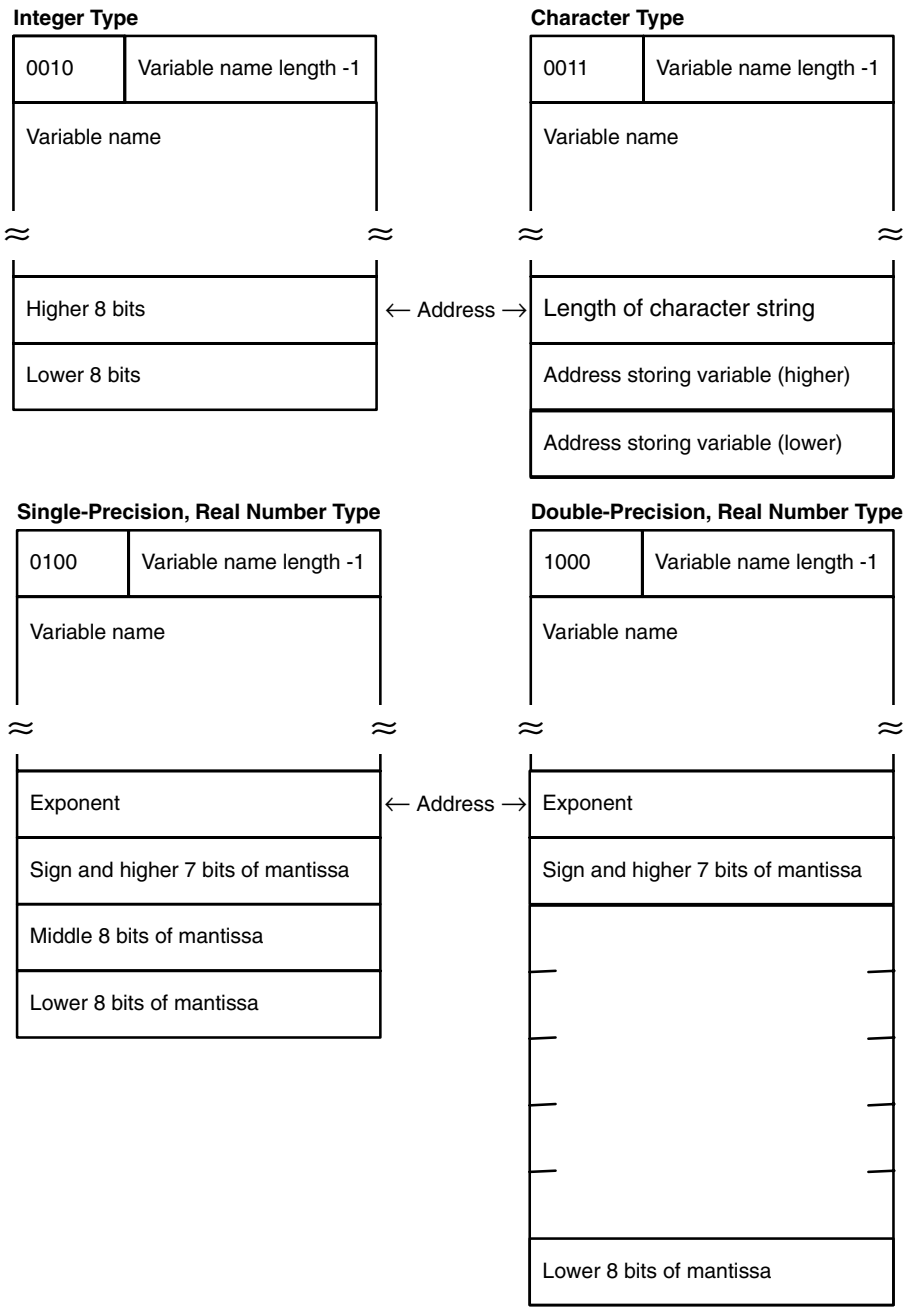 Integer Type
0010 Variable name length -1
Variable name
≈ ≈
Higher 8 bits
Lower 8 bits
Character Type
0011 Variable name length -1
Variable name
≈ ≈
← Address →
Length of character string
Address storing variable (higher)
Address storing variable (lower)
Single-Precision, Real Number Type
0100 Variable name length -1
Variable name
≈ ≈
Exponent
Sign and higher 7 bits of mantissa
Middle 8 bits of mantissa
Lower 8 bits of mantissa
Double-Precision, Real Number Type
1000 Variable name length -1
Variable name
≈ ≈
← Address →
Exponent
Sign and higher 7 bits of mantissa
Lower 8 bits of mantissa